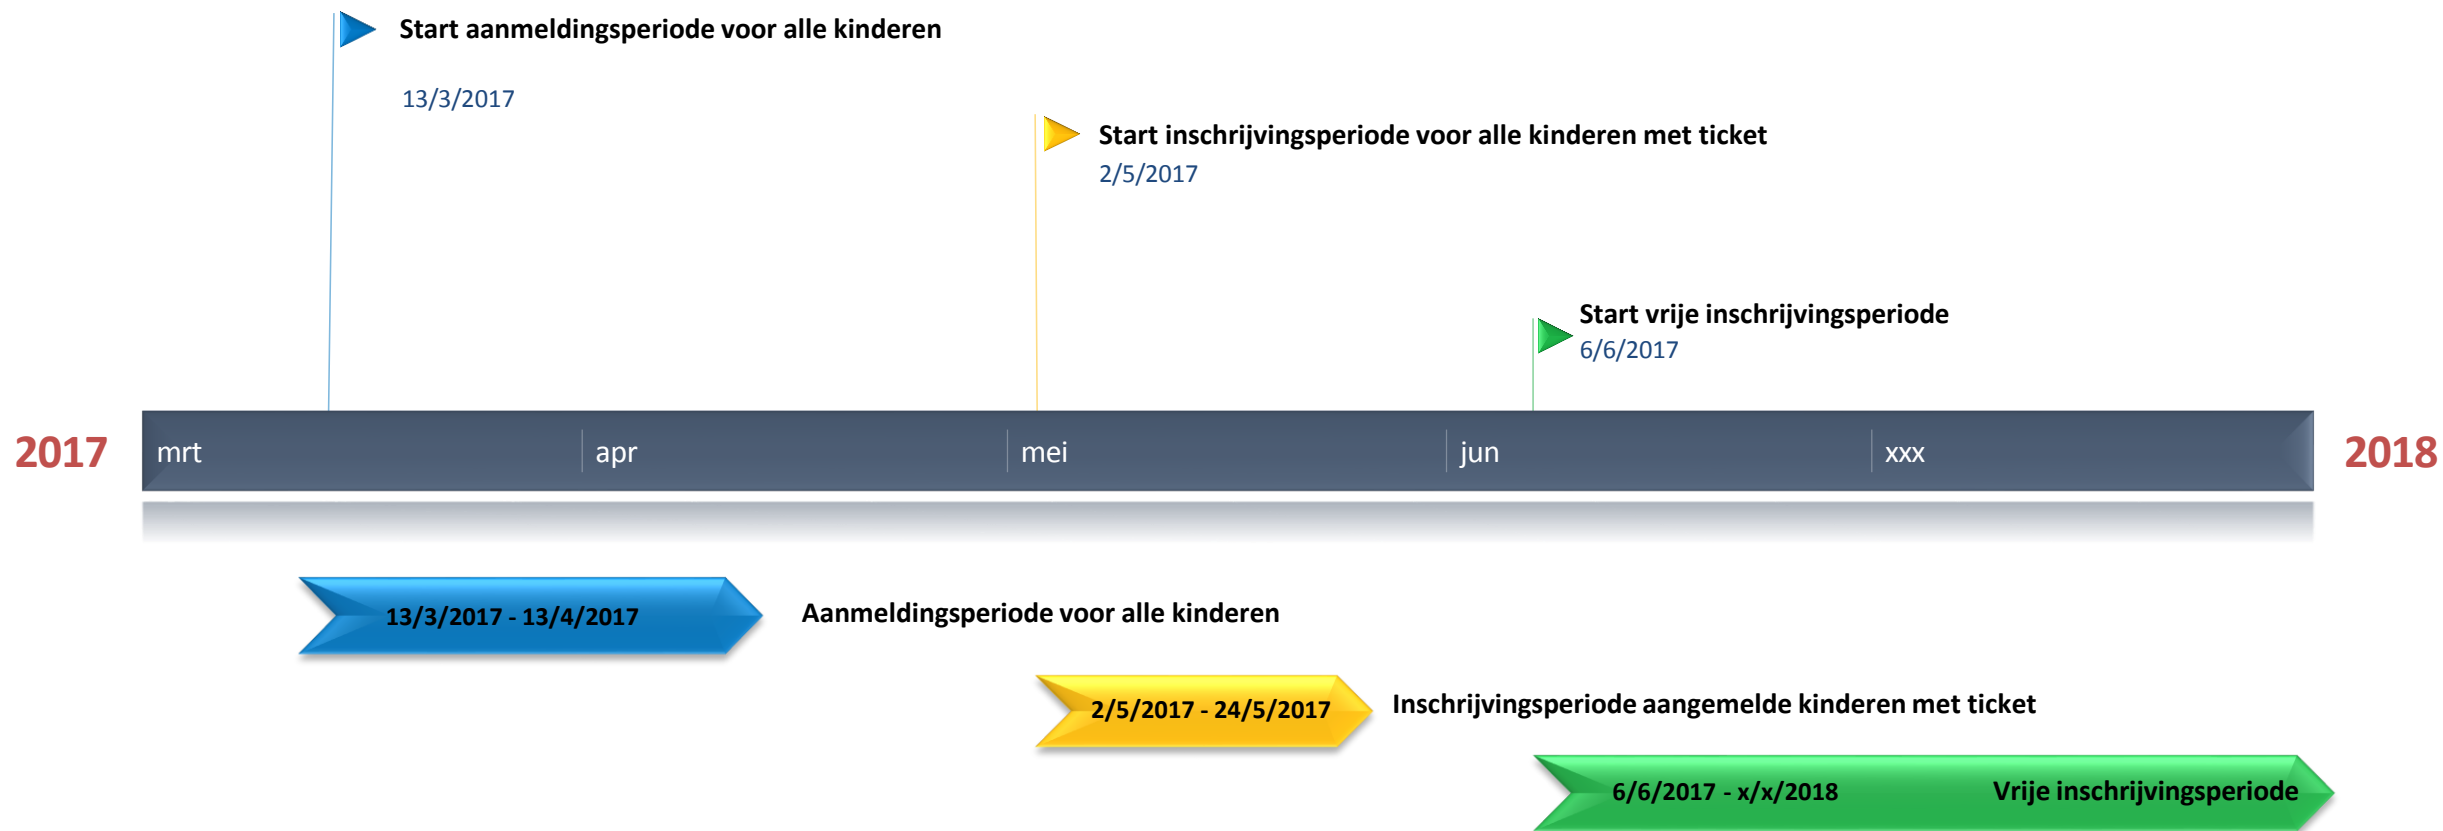 Start aanmeldingsperiode voor alle kinderen
13/3/2017
Start inschrijvingsperiode voor alle kinderen met ticket
2/5/2017
Start vrije inschrijvingsperiode
6/6/2017
2017 mrt apr mei jun xxx 2018
13/3/2017 - 13/4/2017 Aanmeldingsperiode voor alle kinderen
2/5/2017 - 24/5/2017 Inschrijvingsperiode aangemelde kinderen met ticket
6/6/2017 - x/x/2018 Vrije inschrijvingsperiode